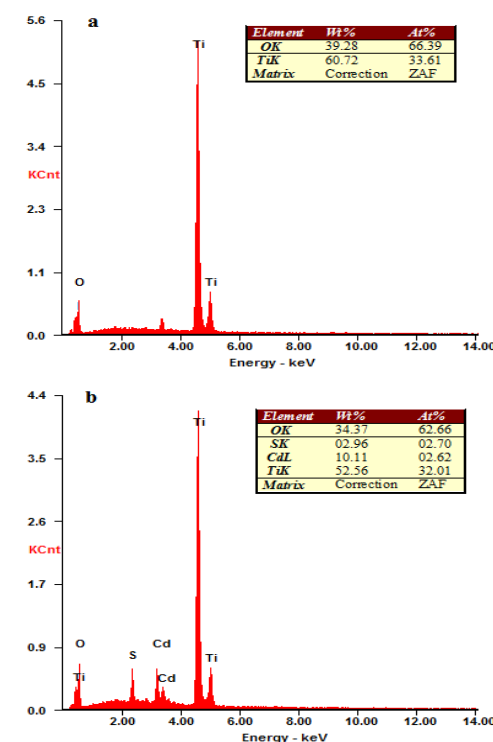 a
5.6
4.5
3.4
KCnt
2.3
1.1
0.0
Ti
O
Ti
Element Wt% At%
OK 39.28 66.39
TiK 60.72 33.61
Matrix Correction ZAF
2.00 4.00 6.00 8.00 10.00 12.00 14.00
Energy - keV
b
4.4
3.5
2.6
KCnt
1.7
0.9
0.0
Ti
O
Ti
S
Cd
Cd
Ti
Element Wt% At%
OK 34.37 62.66
SK 02.96 02.70
CdL 10.11 02.62
TiK 52.56 32.01
Matrix Correction ZAF
2.00 4.00 6.00 8.00 10.00 12.00 14.00
Energy - keV